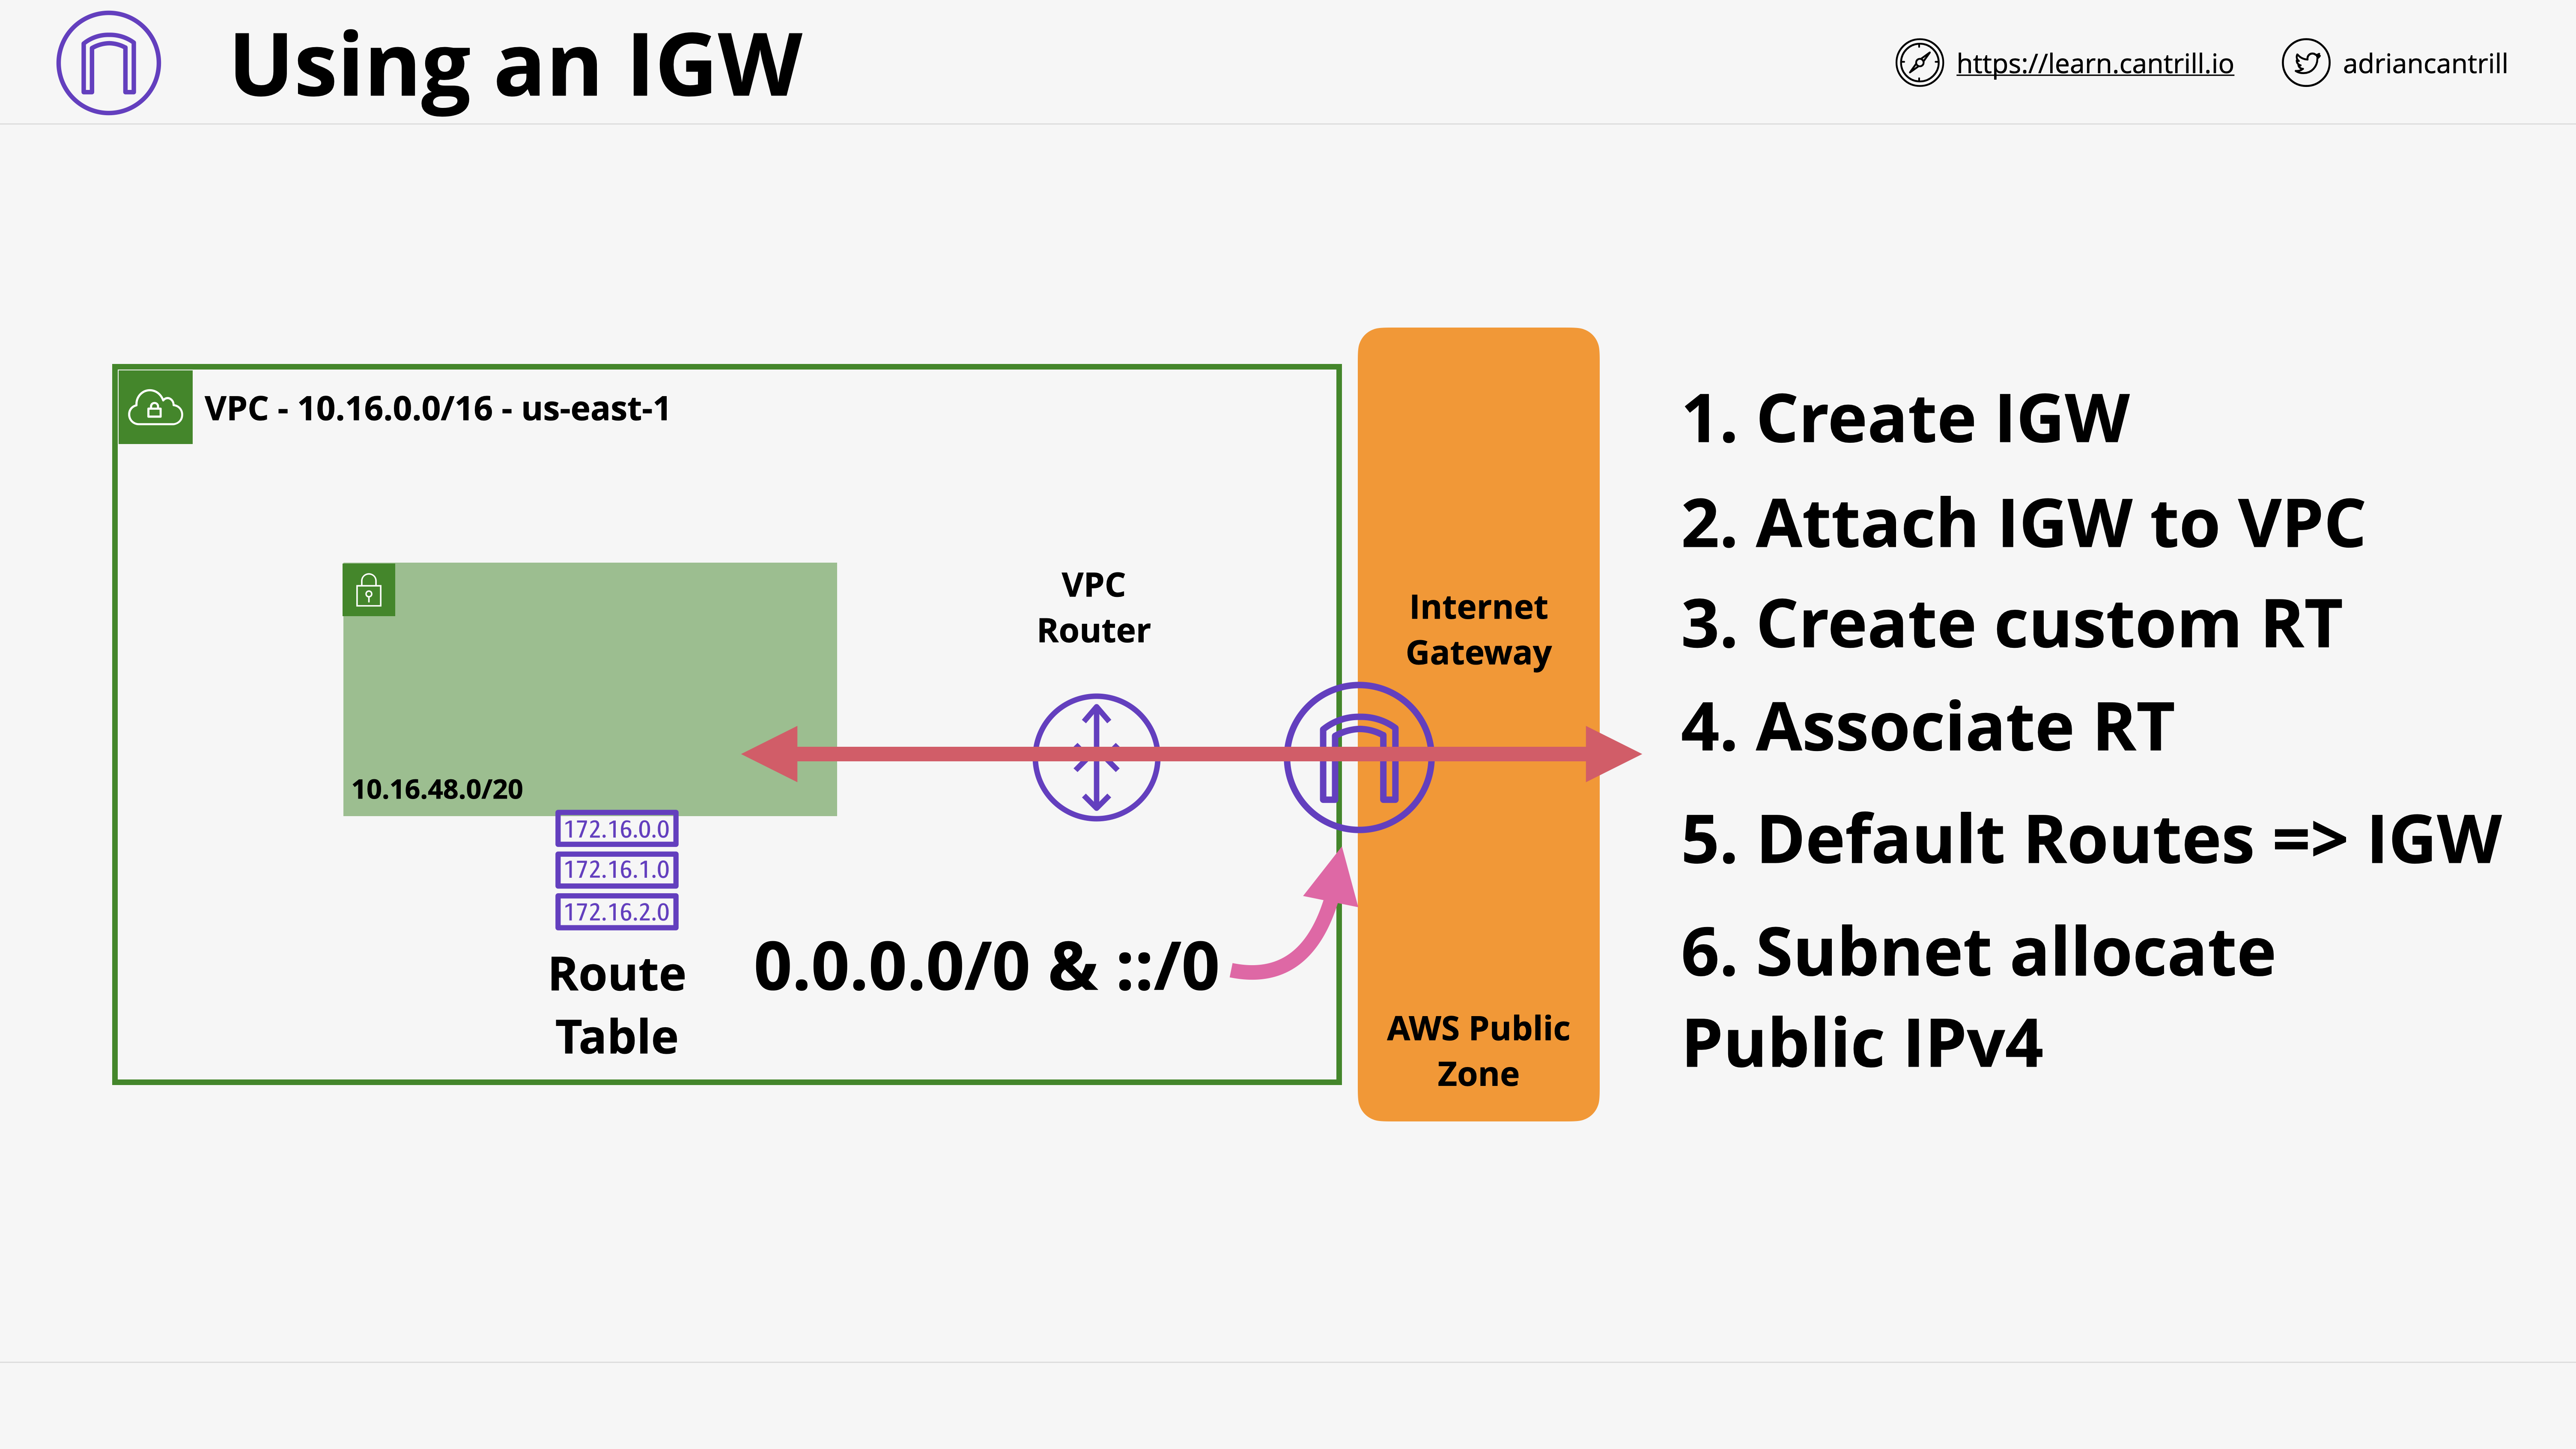 Using an IGW
https://learn.cantrill.io
adriancantrill
VPC - 10.16.0.0/16 - us-east-1
10.16.48.0/20
172.16.0.0
172.16.1.0
172.16.2.0
Route
Table
VPC
Router
0.0.0.0/0 & ::/0
Internet
Gateway
AWS Public
Zone
1. Create IGW
2. Attach IGW to VPC
3. Create custom RT
4. Associate RT
5. Default Routes => IGW
6. Subnet allocate
Public IPv4